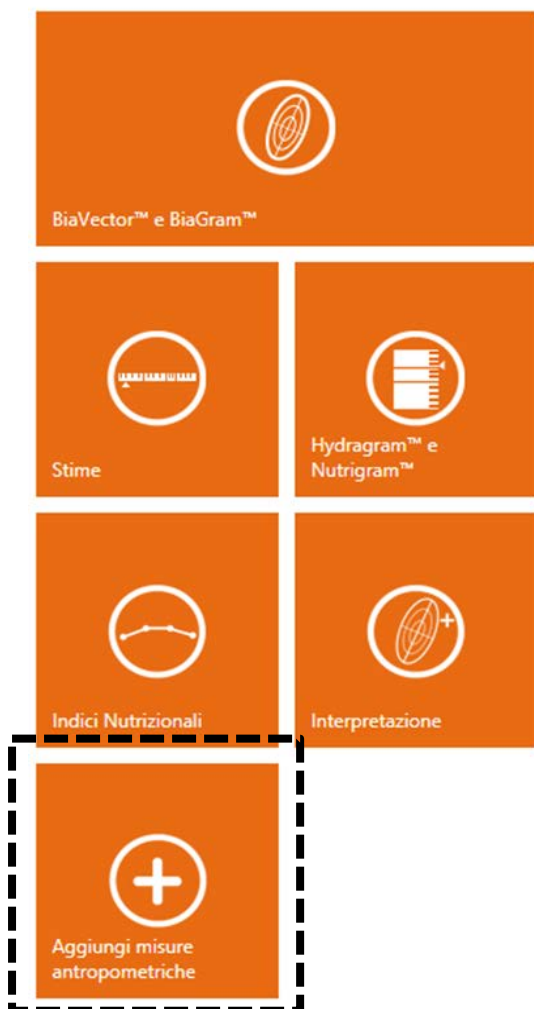 BiaVector™ e BiaGram™
Stime
Hydragram™ e
Nutrigram™
Indici Nutrizionali
Interpretazione
Aggiungi misure
antropometriche